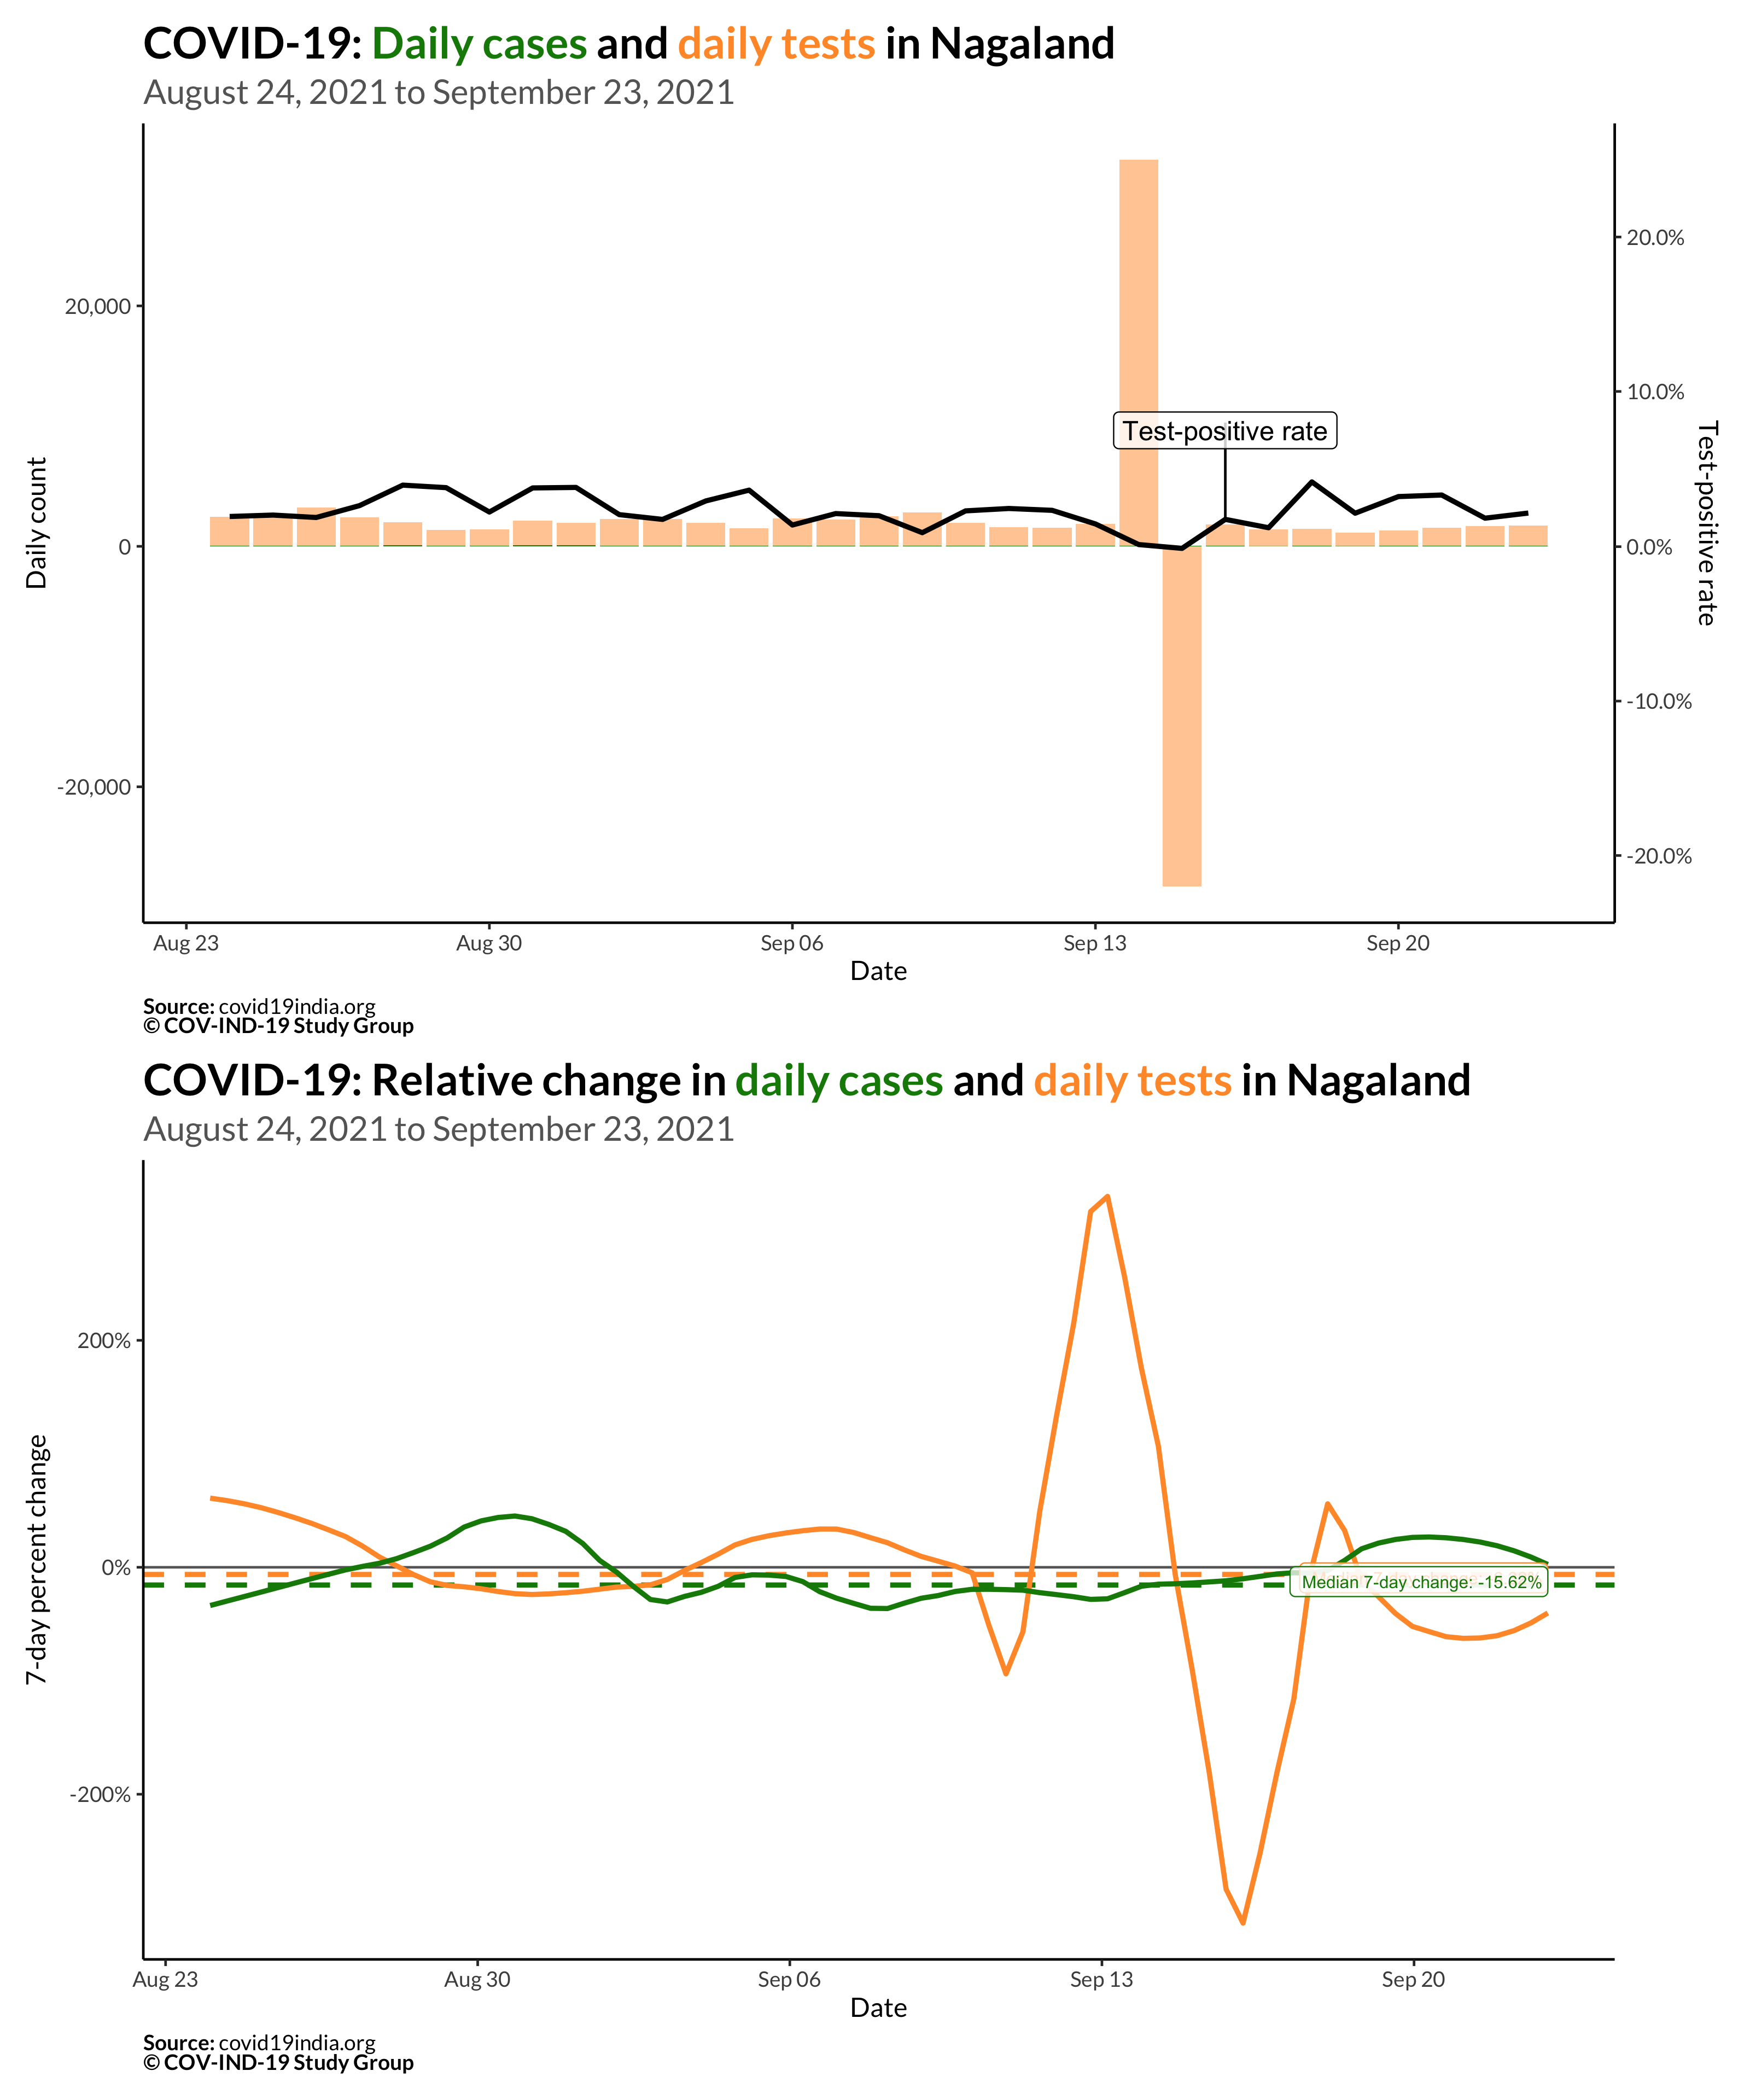 COVID-19: Daily cases and daily tests in Nagaland
August 24, 2021 to September 23, 2021
20,000
0
-20,000
Daily count
20.0%
10.0%
0.0%
-10.0%
-20.0%
Test-positive rate
Test-positive rate
Aug 23
Aug 30
Sep 06
Sep 13
Sep 20
Date
Source: covid19india.org
© COV-IND-19 Study Group
COVID-19: Relative change in daily cases and daily tests in Nagaland
August 24, 2021 to September 23, 2021
200%
0%
-200%
7-day percent change
Median 7-day change: -15.62%
Aug 23
Aug 30
Sep 06
Sep 13
Sep 20
Date
Source: covid19india.org
© COV-IND-19 Study Group